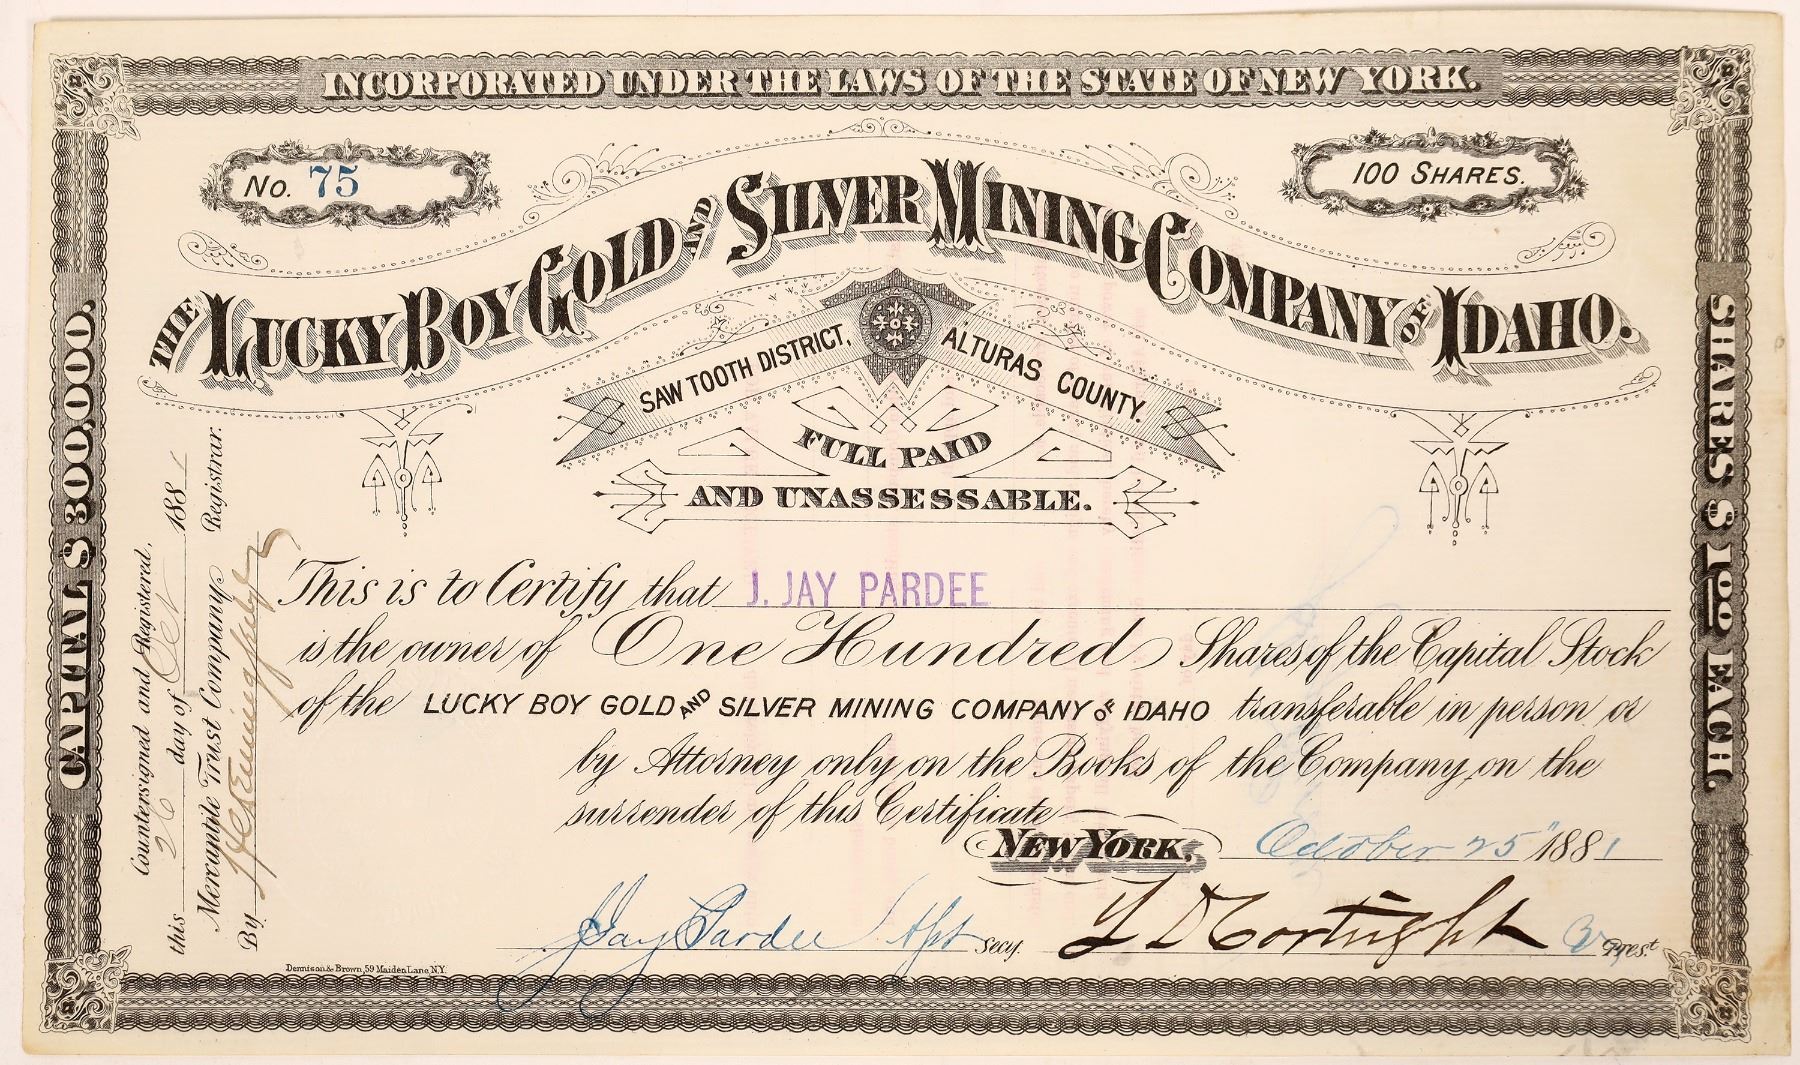 INCORPORATED UNDER THE LAWS OF THE STATE OF NEW YORK.
No. 75
100 SHARES.
THE LUCKY BOY GOLD AND SILVER MINING COMPANY OF IDAHO.
SAW TOOTH DISTRICT, ALTURAS COUNTY.
FULL PAID
AND UNASSESSABLE.
CAPITAL $300,000.
SHARES $1.00 EACH.
Countersigned and Registered,
this 26 day of Oct 1881
Mercantile Trust Company Registrar.
By
This is to Certify that J. JAY PARDEE
is the owner of One Hundred Shares of the Capital Stock
of the LUCKY BOY GOLD AND SILVER MINING COMPANY OF IDAHO transferable in person or
by Attorney only on the Books of the Company, on the
surrender of this Certificate
NEW YORK, October 25" 1881
J Jay Pardee Secy. Cortright Prest.
Dennison & Brown, 59 Maiden Lane N.Y.